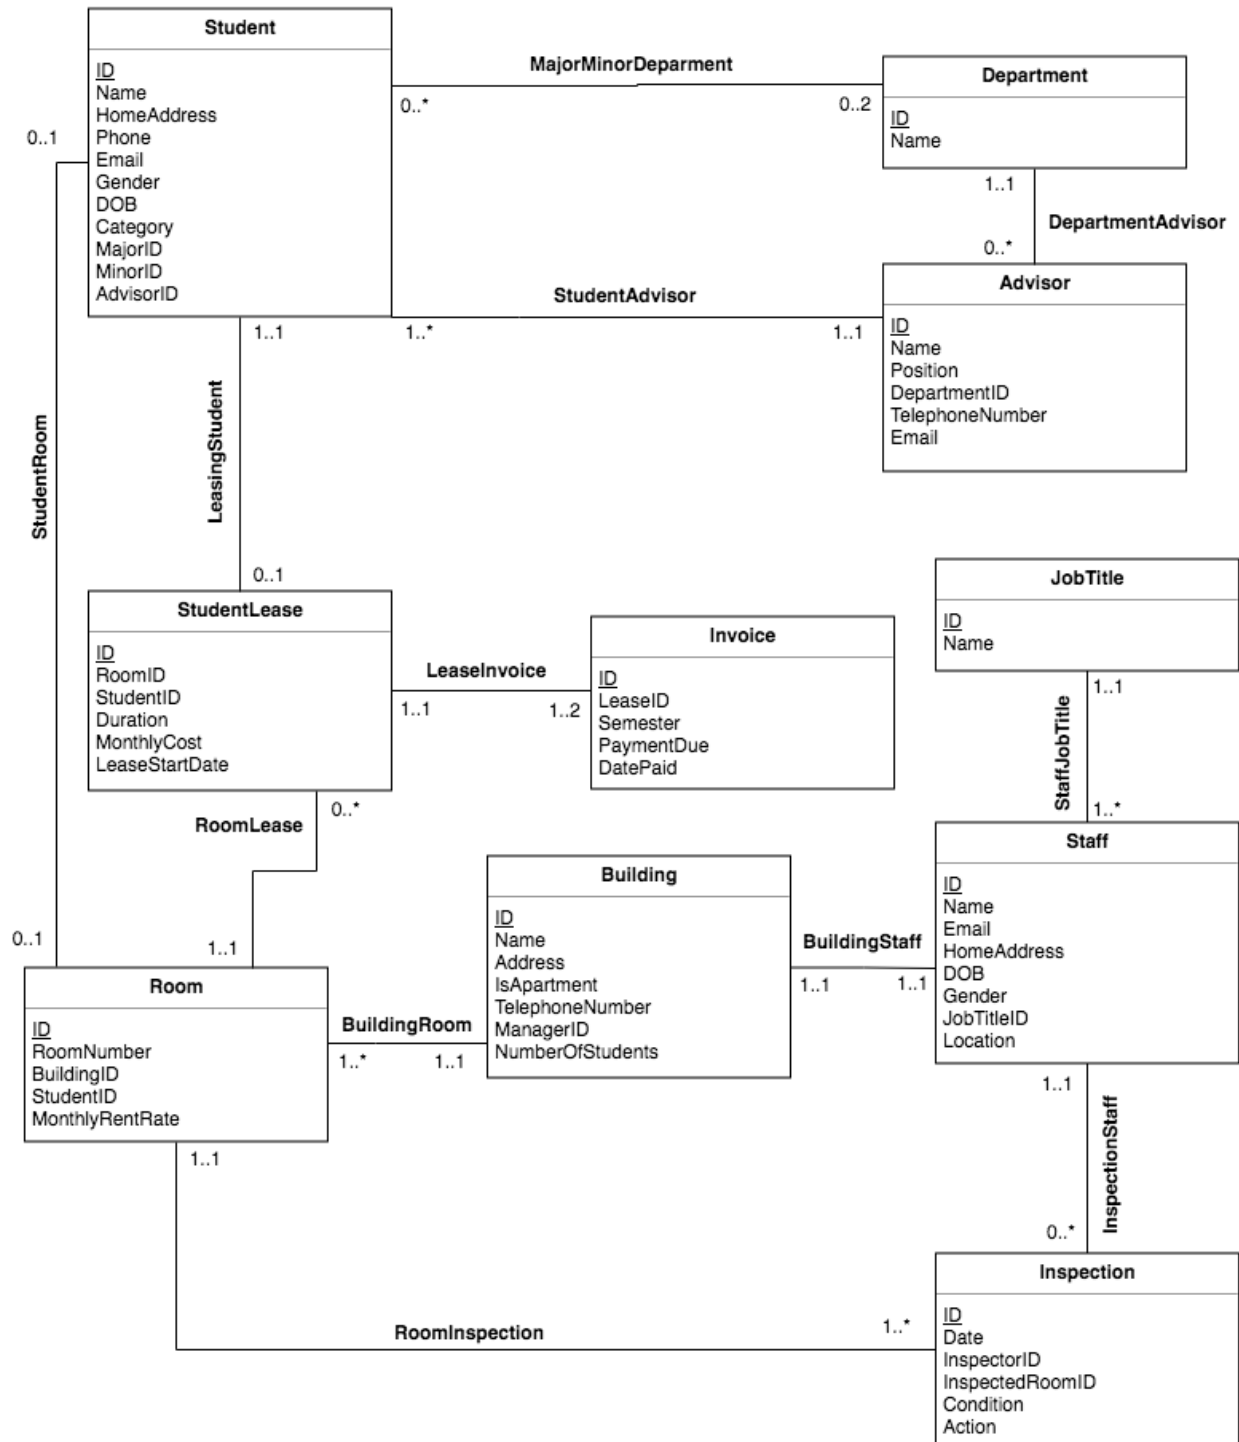 Student
ID
Name
HomeAddress
Phone
Email
Gender
DOB
Category
MajorID
MinorID
AdvisorID
MajorMinorDeparment
0..*
0..2
Department
ID
Name
1..1
DepartmentAdvisor
0..*
Advisor
ID
Name
Position
DepartmentID
TelephoneNumber
Email
StudentAdvisor
1..*
1..1
0..1
StudentRoom
0..1
1..1
LeasingStudent
0..1
StudentLease
ID
RoomID
StudentID
Duration
MonthlyCost
LeaseStartDate
LeaseInvoice
1..1
1..2
Invoice
ID
LeaseID
Semester
PaymentDue
DatePaid
JobTitle
ID
Name
1..1
StaffJobTitle
1..*
0..*
RoomLease
1..1
Building
ID
Name
Address
IsApartment
TelephoneNumber
ManagerID
NumberOfStudents
BuildingStaff
1..1
1..1
Staff
ID
Name
Email
HomeAddress
DOB
Gender
JobTitleID
Location
Room
ID
RoomNumber
BuildingID
StudentID
MonthlyRentRate
BuildingRoom
1..*
1..1
1..1
InspectionStaff
0..*
1..1
RoomInspection
1..*
Inspection
ID
Date
InspectorID
InspectedRoomID
Condition
Action